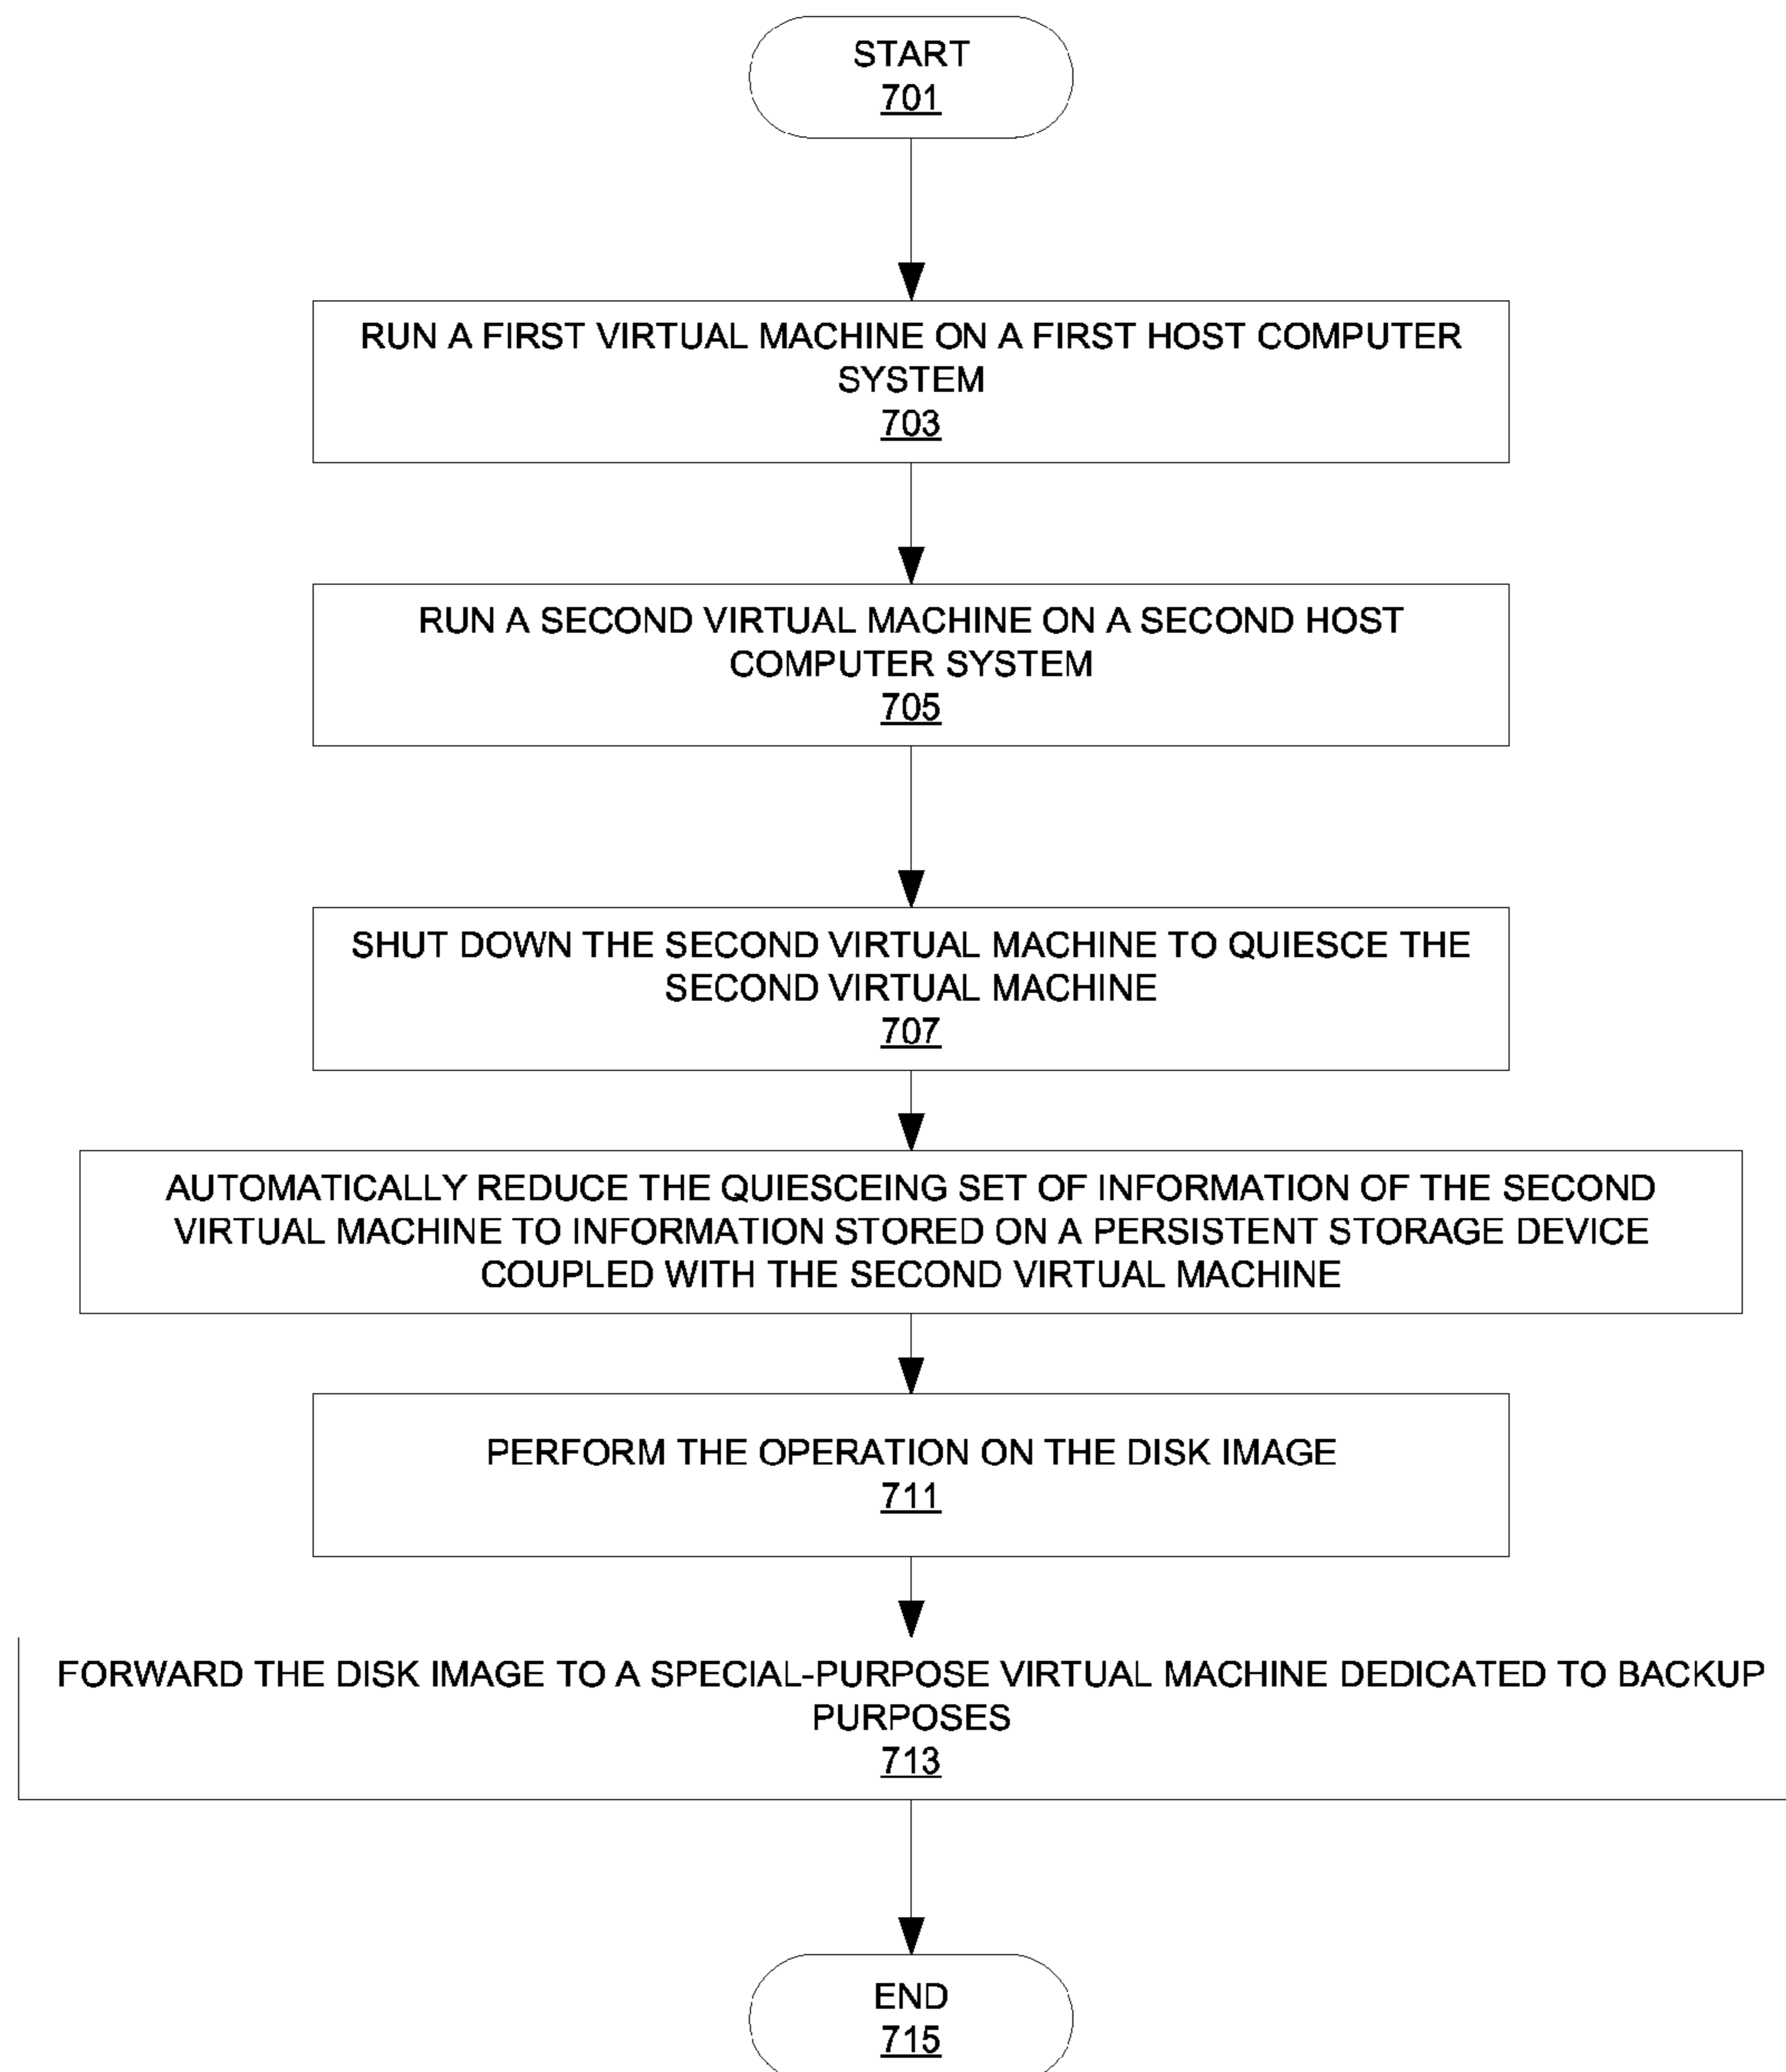 START
701
RUN A FIRST VIRTUAL MACHINE ON A FIRST HOST COMPUTER
SYSTEM
703
RUN A SECOND VIRTUAL MACHINE ON A SECOND HOST
COMPUTER SYSTEM
705
SHUT DOWN THE SECOND VIRTUAL MACHINE TO QUIESCE THE
SECOND VIRTUAL MACHINE
707
AUTOMATICALLY REDUCE THE QUIESCEING SET OF INFORMATION OF THE SECOND
VIRTUAL MACHINE TO INFORMATION STORED ON A PERSISTENT STORAGE DEVICE
COUPLED WITH THE SECOND VIRTUAL MACHINE
PERFORM THE OPERATION ON THE DISK IMAGE
711
FORWARD THE DISK IMAGE TO A SPECIAL-PURPOSE VIRTUAL MACHINE DEDICATED TO BACKUP
PURPOSES
713
END
715